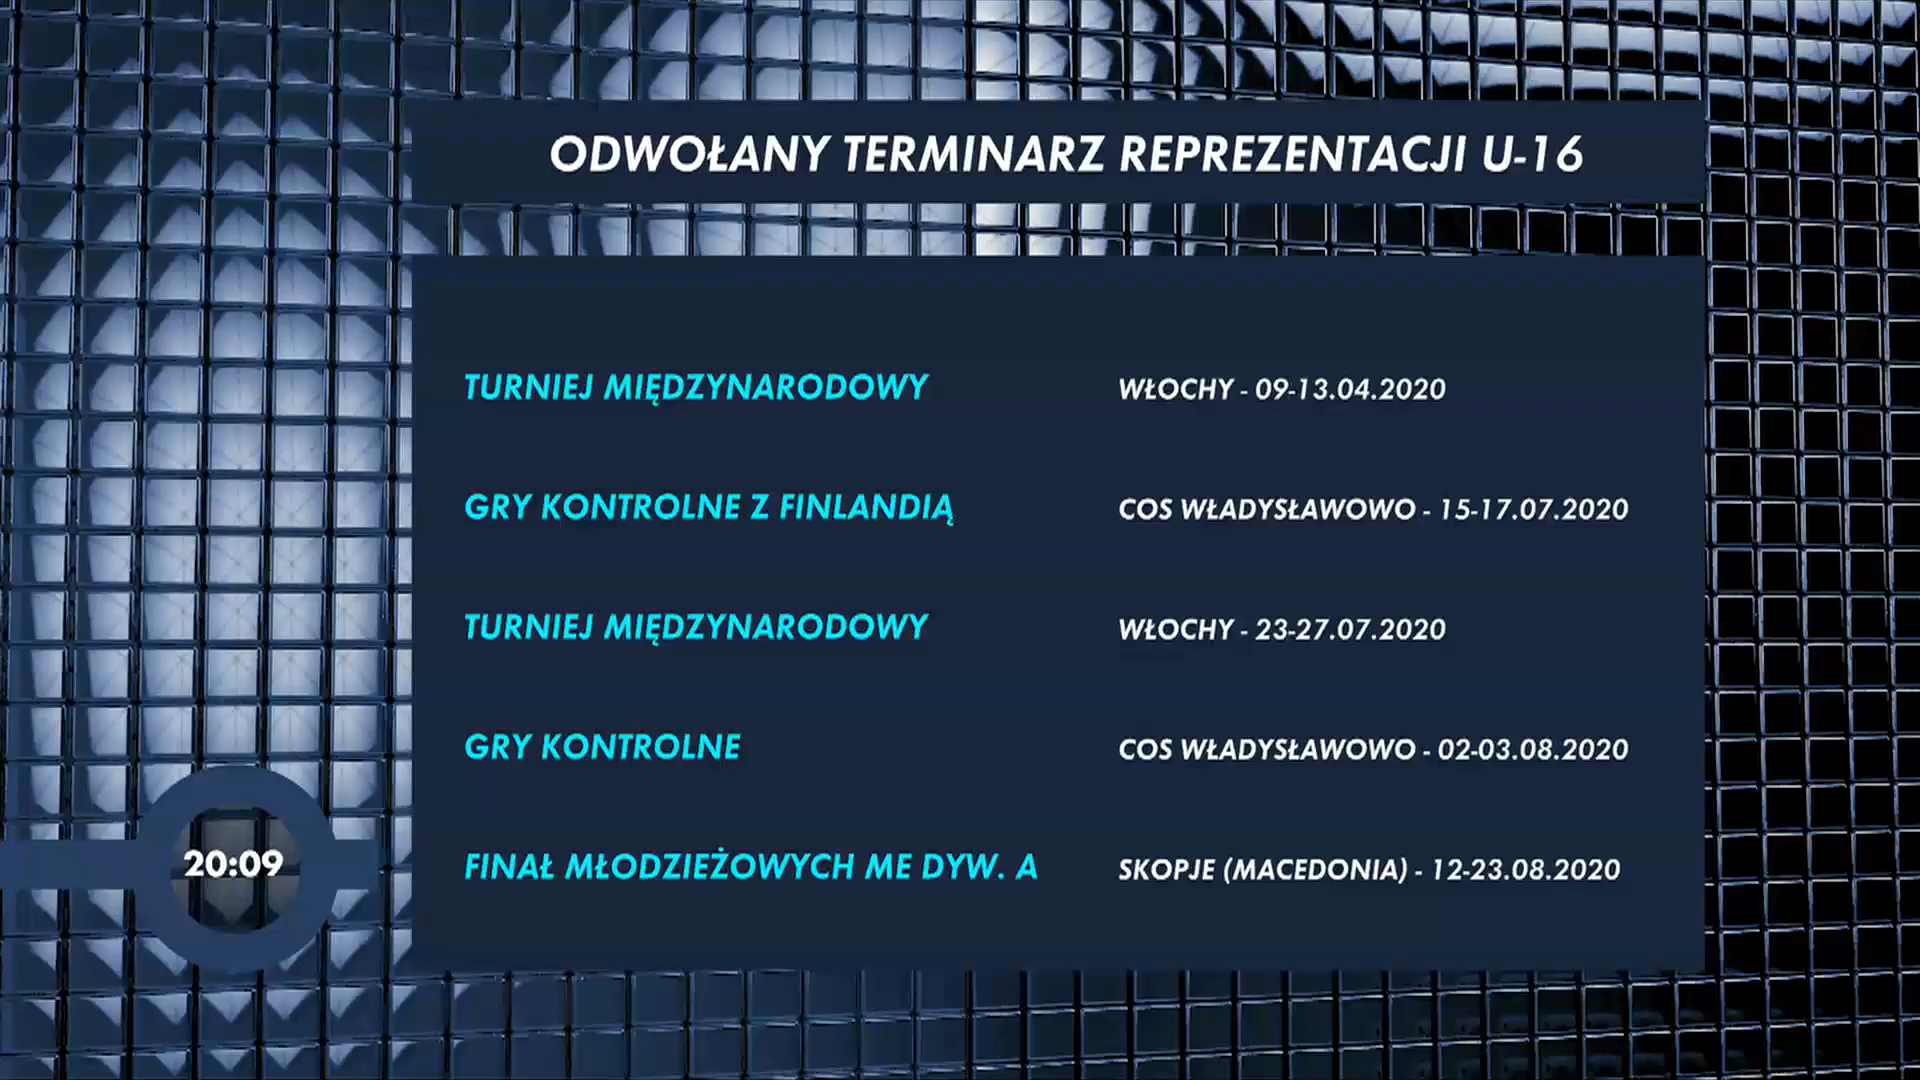 ODWOŁANY TERMINARZ REPREZENTACJI U-16
TURNIEJ MIĘDZYNARODOWY WŁOCHY - 09-13.04.2020
GRY KONTROLNE Z FINLANDIĄ COS WŁADYSŁAWOWO - 15-17.07.2020
TURNIEJ MIĘDZYNARODOWY WŁOCHY - 23-27.07.2020
GRY KONTROLNE COS WŁADYSŁAWOWO - 02-03.08.2020
FINAŁ MŁODZIEŻOWYCH ME DYW. A SKOPJE (MACEDONIA) - 12-23.08.2020
20:09